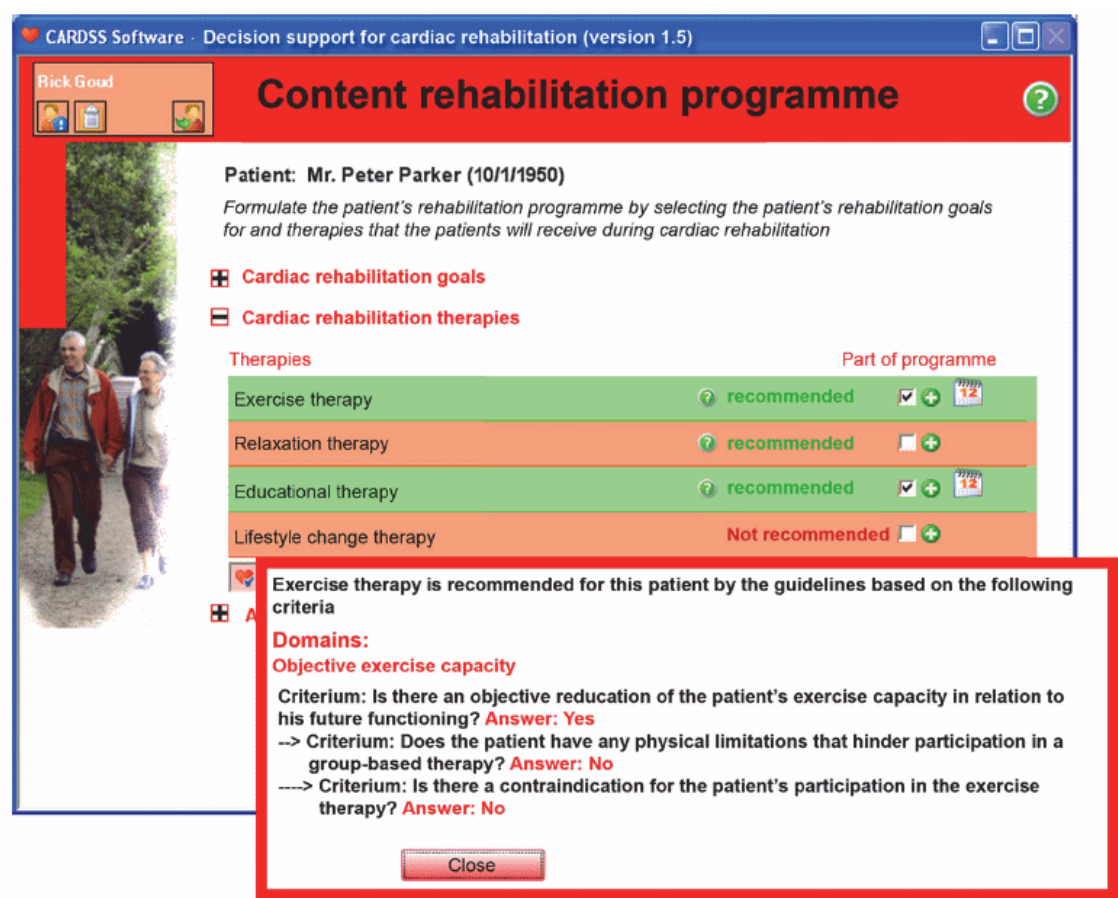 CARDSS Software - Decision support for cardiac rehabilitation (version 1.5)
Rick Goud
Content rehabilitation programme
?
Patient: Mr. Peter Parker (10/1/1950)
Formulate the patient's rehabilitation programme by selecting the patient's rehabilitation goals
for and therapies that the patients will receive during cardiac rehabilitation
Cardiac rehabilitation goals
Cardiac rehabilitation therapies
Therapies Part of programme
Exercise therapy ? recommended 12
Relaxation therapy ? recommended
Educational therapy ? recommended 12
Lifestyle change therapy Not recommended
A
Exercise therapy is recommended for this patient by the guidelines based on the following
criteria
Domains:
Objective exercise capacity
Criterium: Is there an objective reducation of the patient's exercise capacity in relation to
his future functioning? Answer: Yes
--> Criterium: Does the patient have any physical limitations that hinder participation in a
group-based therapy? Answer: No
----> Criterium: Is there a contraindication for the patient's participation in the exercise
therapy? Answer: No
Close